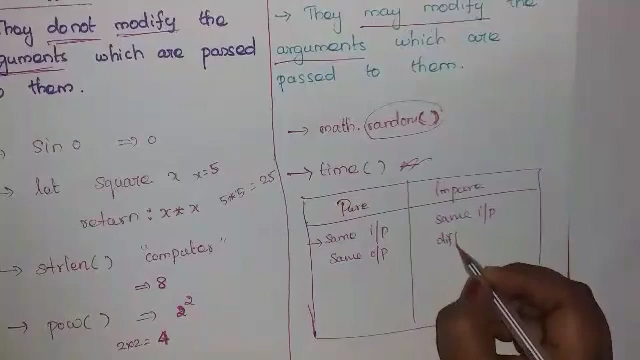 They do not modify the
guments which are passed
o them.
sin 0 => 0
→ let square x x=5
return : x*x 5*5 = 25
→ strlen() "computer"
=> 8
→ pow() => 2²
2x2 = 4
→ They may modify the
arguments which are
passed to them.
→ math. random()
→ time()
Pure Impure
→ same i/p same i/p
same o/p dif